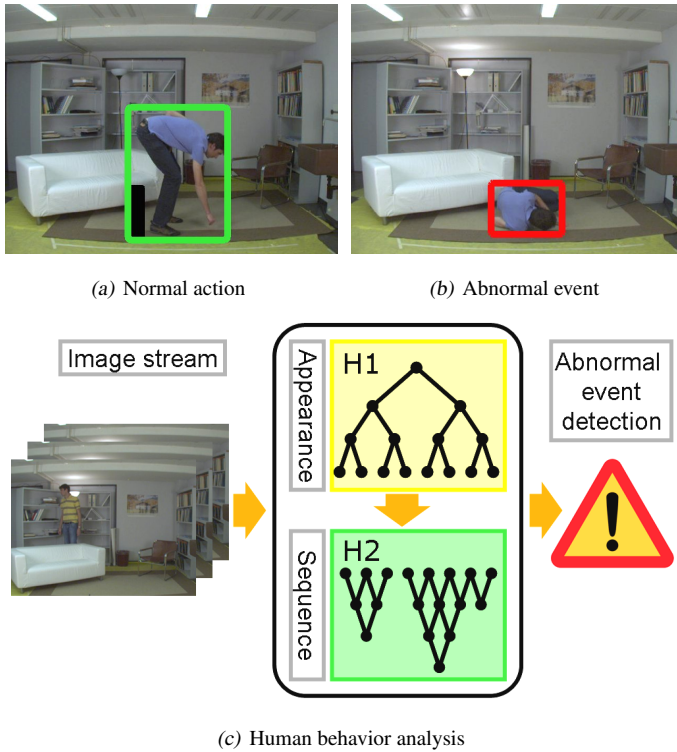 (a) Normal action
(b) Abnormal event
Image stream
Appearance
H1
Abnormal
event
detection
Sequence
H2
(c) Human behavior analysis